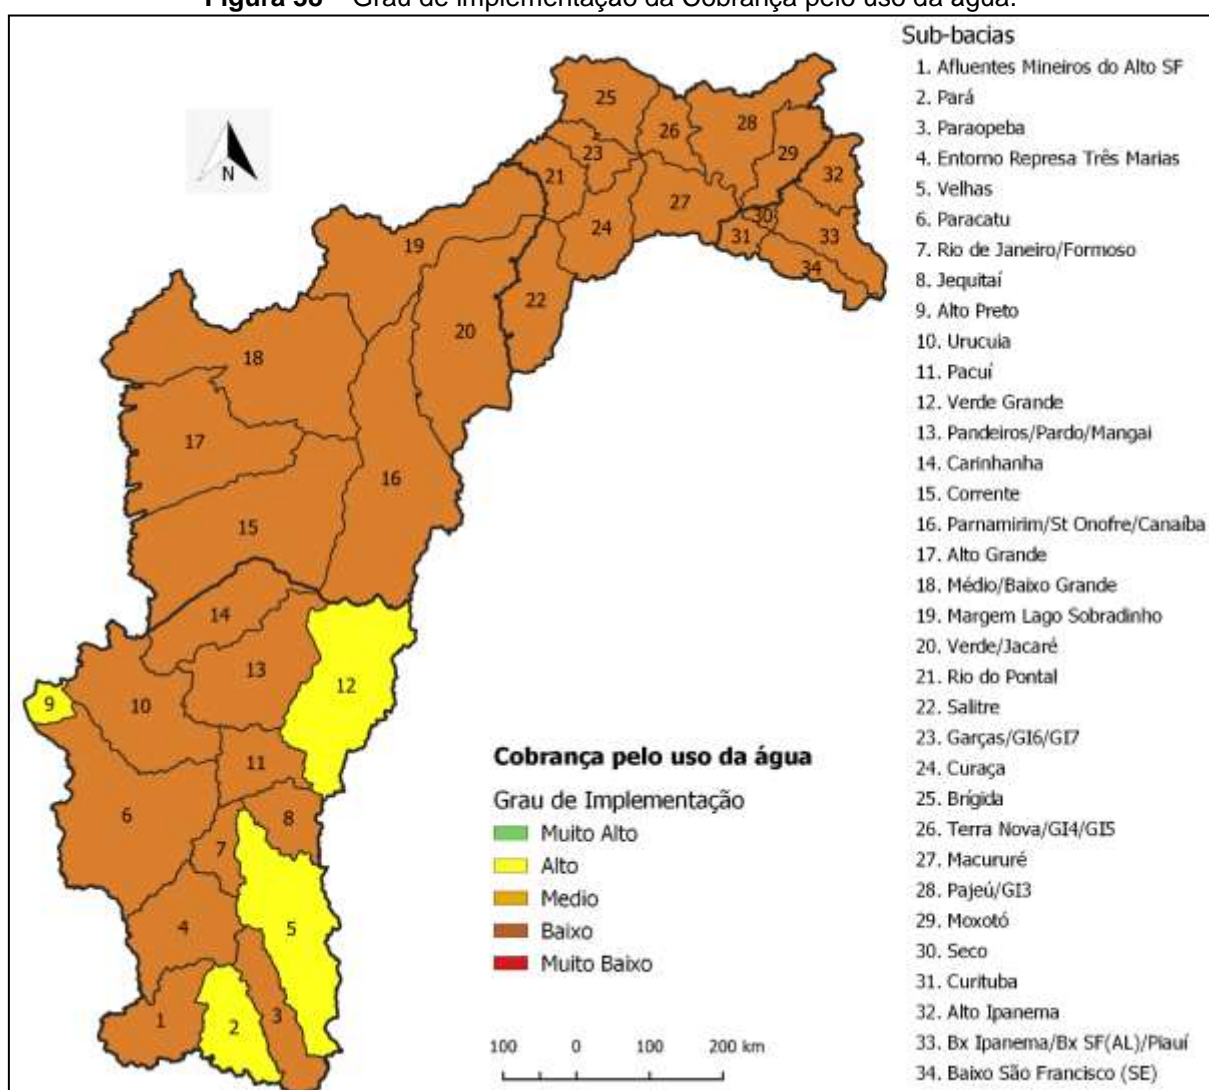 Figura 38 – Grau de implementação da Cobrança pelo uso da água.
Sub-bacias
1. Afluentes Mineiros do Alto SF
2. Pará
3. Paraopeba
4. Entorno Represa Três Marias
5. Velhas
6. Paracatu
7. Rio de Janeiro/Formoso
8. Jequitaí
9. Alto Preto
10. Urucuia
11. Pacuí
12. Verde Grande
13. Pandeiros/Pardo/Mangai
14. Carinhanha
15. Corrente
16. Parnamirim/St Onofre/Canaíba
17. Alto Grande
18. Médio/Baixo Grande
19. Margem Lago Sobradinho
20. Verde/Jacaré
21. Rio do Pontal
22. Salitre
23. Garças/GI6/GI7
24. Curaça
25. Brígida
26. Terra Nova/GI4/GI5
27. Macururé
28. Pajeú/GI3
29. Moxotó
30. Seco
31. Curituba
32. Alto Ipanema
33. Bx Ipanema/Bx SF(AL)/Piauí
34. Baixo São Francisco (SE)
N
25
26
28
29
23
32
21
27
30
24
31
33
19
34
22
20
18
17
16
15
14
13
12
9
10
11
6
8
7
4
5
1
2
3
Cobrança pelo uso da água
Grau de Implementação
Muito Alto
Alto
Medio
Baixo
Muito Baixo
100 0 100 200 km